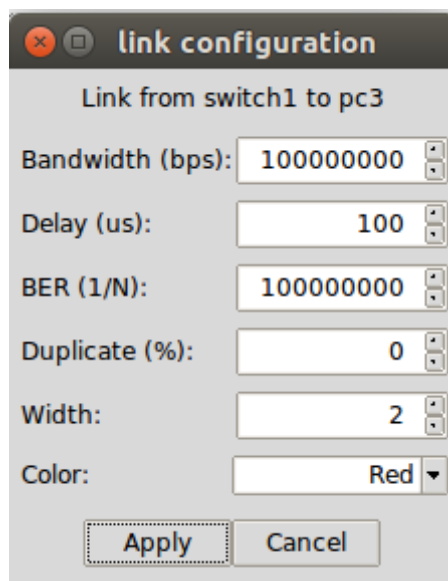 link configuration
Link from switch1 to pc3
Bandwidth (bps): 100000000
Delay (us): 100
BER (1/N): 100000000
Duplicate (%): 0
Width: 2
Color: Red
Apply Cancel